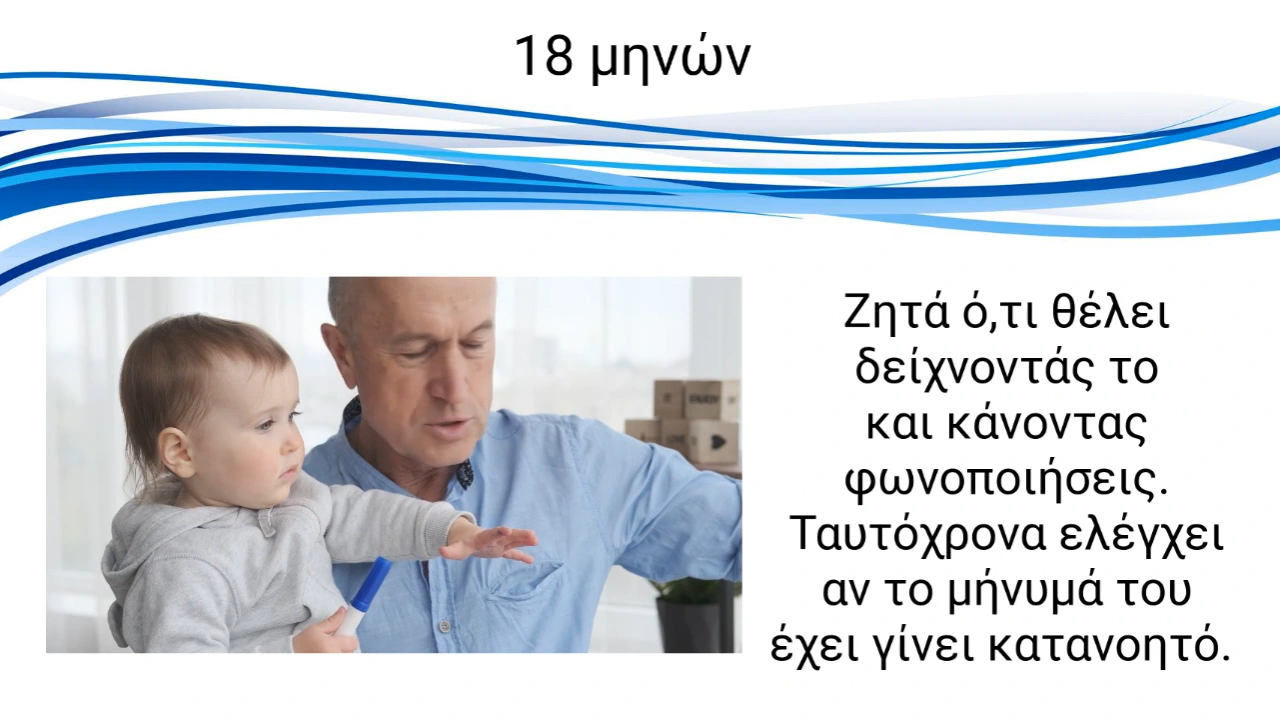 18 μηνών
Ζητά ό,τι θέλει
δείχνοντάς το
και κάνοντας
φωνοποιήσεις.
Ταυτόχρονα ελέγχει
αν το μήνυμά του
έχει γίνει κατανοητό.
ENJOY